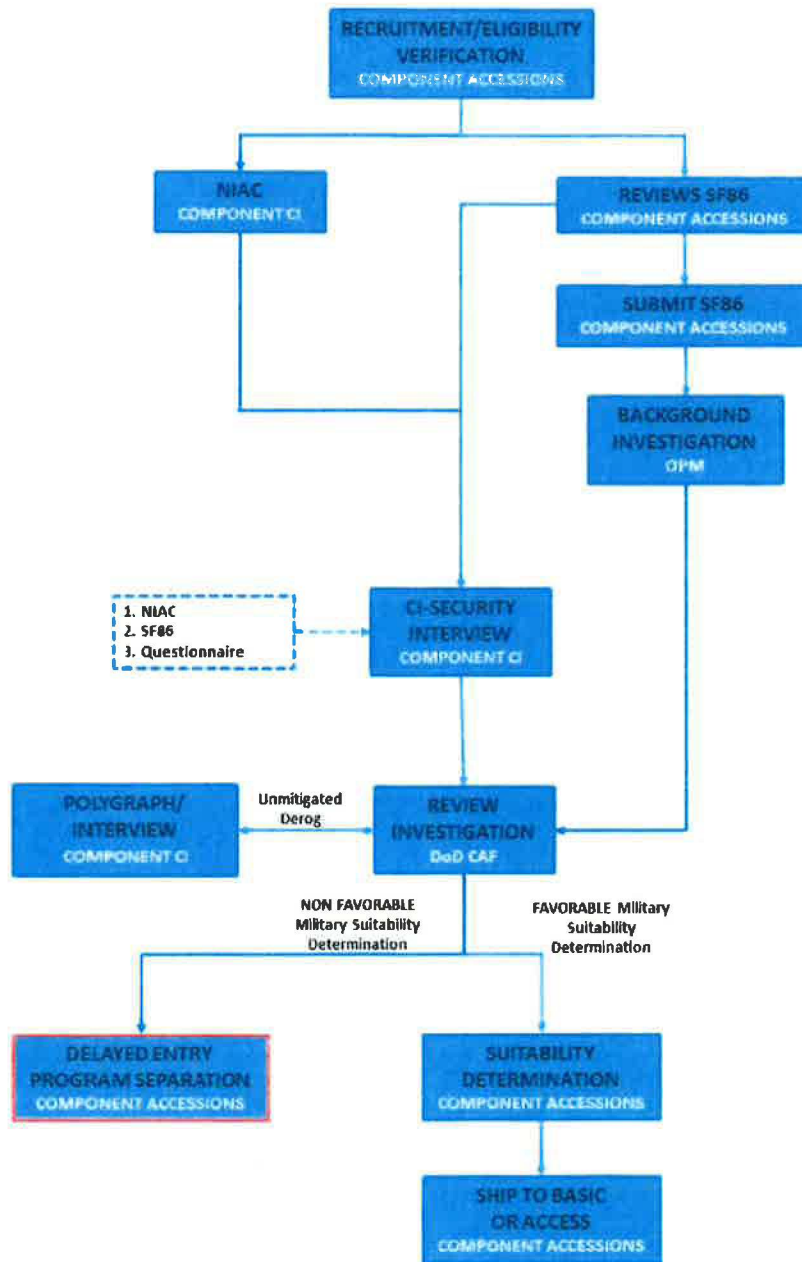 RECRUITMENT/ELIGIBILITY
VERIFICATION
COMPONENT ACCESSIONS
NIAC
COMPONENT CI
REVIEWS SF86
COMPONENT ACCESSIONS
SUBMIT SF86
COMPONENT ACCESSIONS
BACKGROUND
INVESTIGATION
OPM
1. NIAC
2. SF86
3. Questionnaire
CI-SECURITY
INTERVIEW
COMPONENT CI
POLYGRAPH/
INTERVIEW
COMPONENT CI
Unmitigated
Derog
REVIEW
INVESTIGATION
DoD CAF
NON FAVORABLE
Military Suitability
Determination
FAVORABLE Military
Suitability
Determination
DELAYED ENTRY
PROGRAM SEPARATION
COMPONENT ACCESSIONS
SUITABILITY
DETERMINATION
COMPONENT ACCESSIONS
SHIP TO BASIC
OR ACCESS
COMPONENT ACCESSIONS